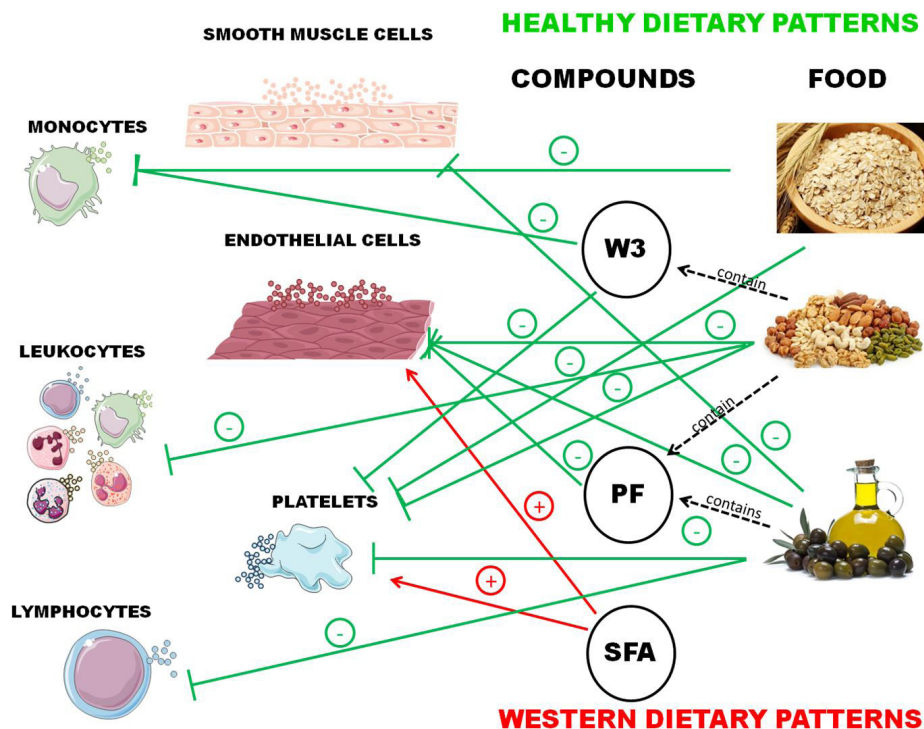 HEALTHY DIETARY PATTERNS
SMOOTH MUSCLE CELLS
COMPOUNDS
FOOD
MONOCYTES
-
-
W3
ENDOTHELIAL CELLS
contain
-
-
LEUKOCYTES
-
-
-
contain
-
-
-
PF
PLATELETS
+
contains
-
+
LYMPHOCYTES
-
SFA
WESTERN DIETARY PATTERNS